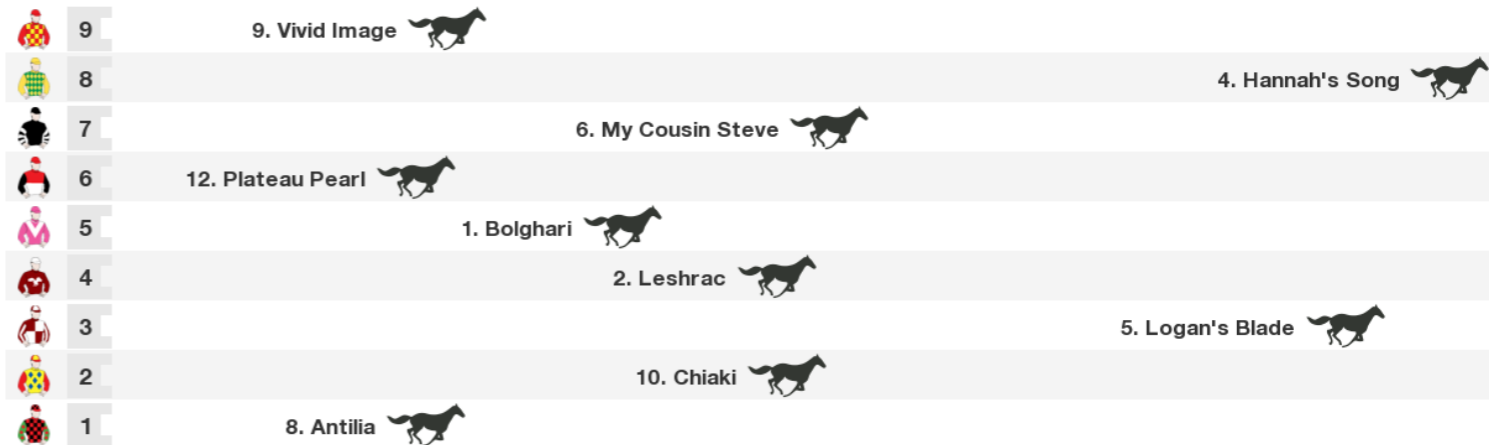 9 9. Vivid Image
8 4. Hannah's Song
7 6. My Cousin Steve
6 12. Plateau Pearl
5 1. Bolghari
4 2. Leshrac
3 5. Logan's Blade
2 10. Chiaki
1 8. Antilia